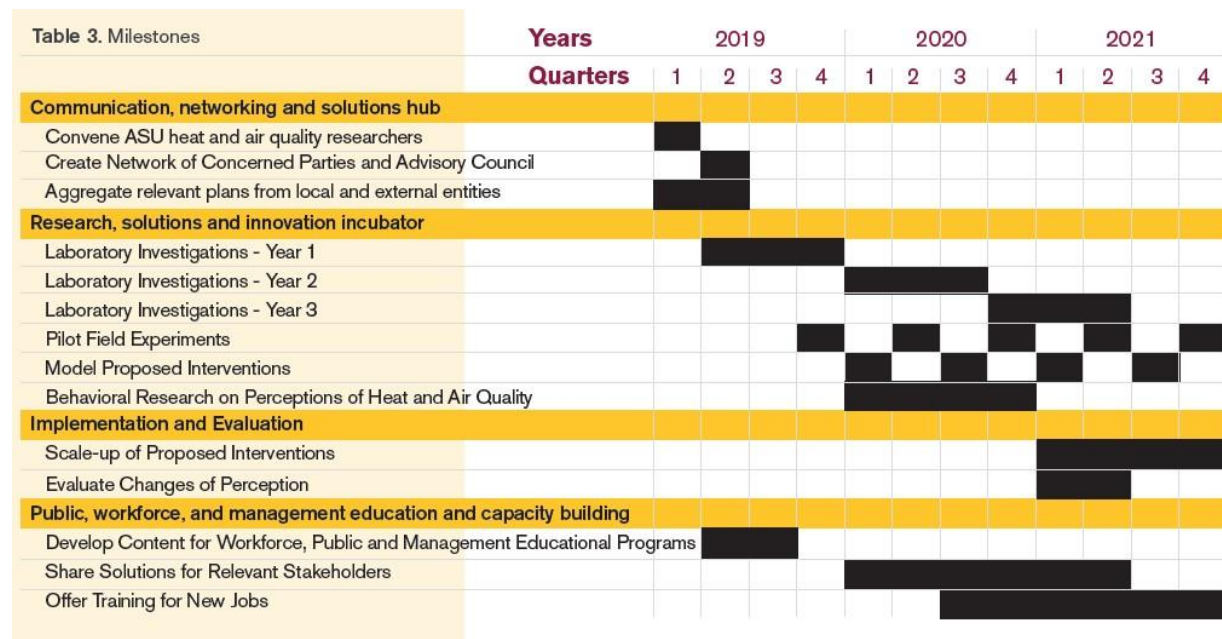 Table 3. Milestones
Years 2019 2020 2021
Quarters 1 2 3 4 1 2 3 4 1 2 3 4
Communication, networking and solutions hub
Convene ASU heat and air quality researchers
Create Network of Concerned Parties and Advisory Council
Aggregate relevant plans from local and external entities
Research, solutions and innovation incubator
Laboratory Investigations - Year 1
Laboratory Investigations - Year 2
Laboratory Investigations - Year 3
Pilot Field Experiments
Model Proposed Interventions
Behavioral Research on Perceptions of Heat and Air Quality
Implementation and Evaluation
Scale-up of Proposed Interventions
Evaluate Changes of Perception
Public, workforce, and management education and capacity building
Develop Content for Workforce, Public and Management Educational Programs
Share Solutions for Relevant Stakeholders
Offer Training for New Jobs